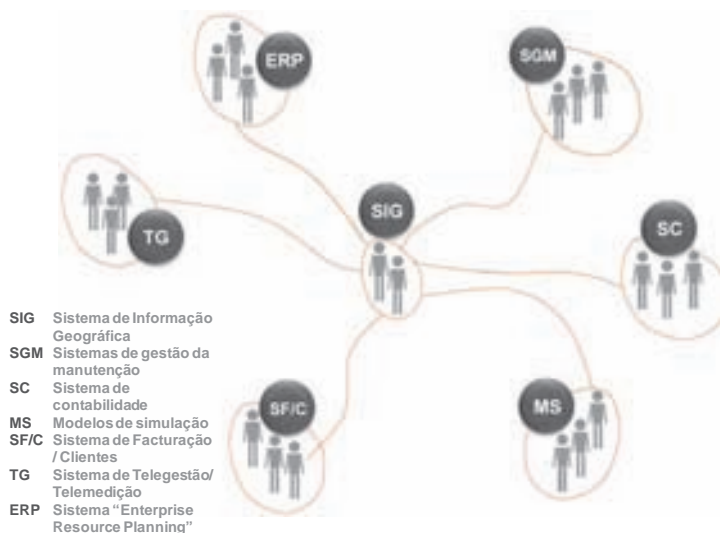 ERP
SGM
SIG
SC
TG
SF/C
MS
SIG Sistema de Informação
Geográfica
SGM Sistemas de gestão da
manutenção
SC Sistema de
contabilidade
MS Modelos de simulação
SF/C Sistema de Facturação
/ Clientes
TG Sistema de Telegestão/
Telemedição
ERP Sistema “Enterprise
Resource Planning”